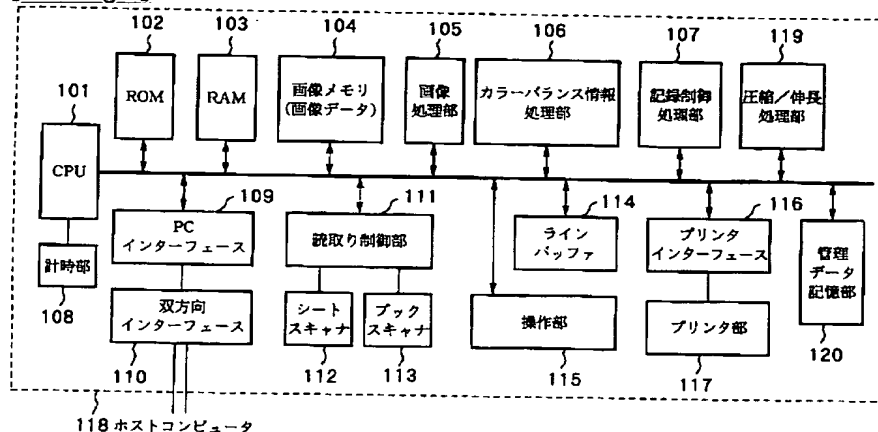 102
103
104
105
106
107
119
101
ROM
RAM
画像メモリ
(画像データ)
画像
処理部
カラーバランス情報
処理部
記録制御
処理部
圧縮/伸長
処理部
CPU
109
111
114
116
PC
インターフェース
読取り制御部
ライン
バッファ
プリンタ
インターフェース
管理
データ
記憶部
計時部
108
双方向
インターフェース
シート
スキャナ
ブック
スキャナ
操作部
プリンタ部
110
112
113
115
117
120
118 ホストコンピュータ